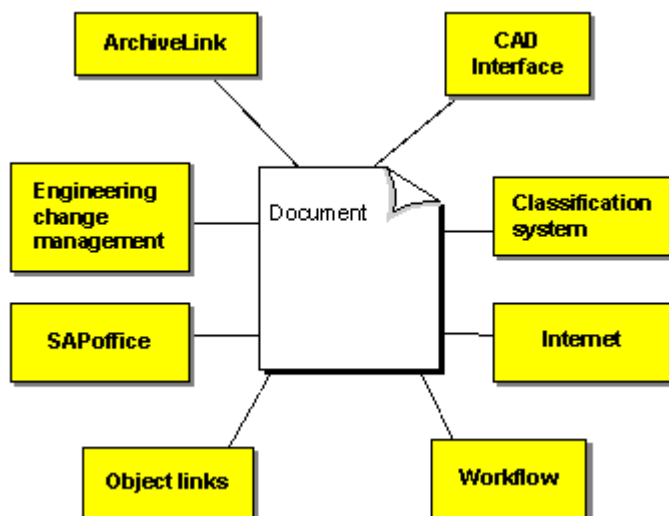 ArchiveLink
CAD
Interface
Engineering
change
management
Document
Classification
system
SAPoffice
Internet
Object links
Workflow